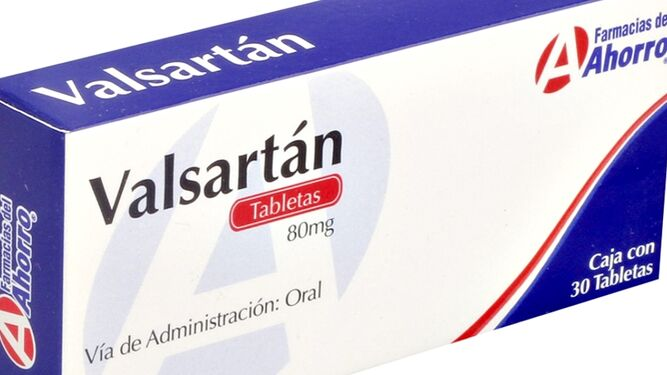 Valsartán
Farmacias del
Ahorro®
Valsartán
Tabletas
80mg
Vía de Administración: Oral
Caja con
30 Tabletas
Farmacias del
Ahorro®